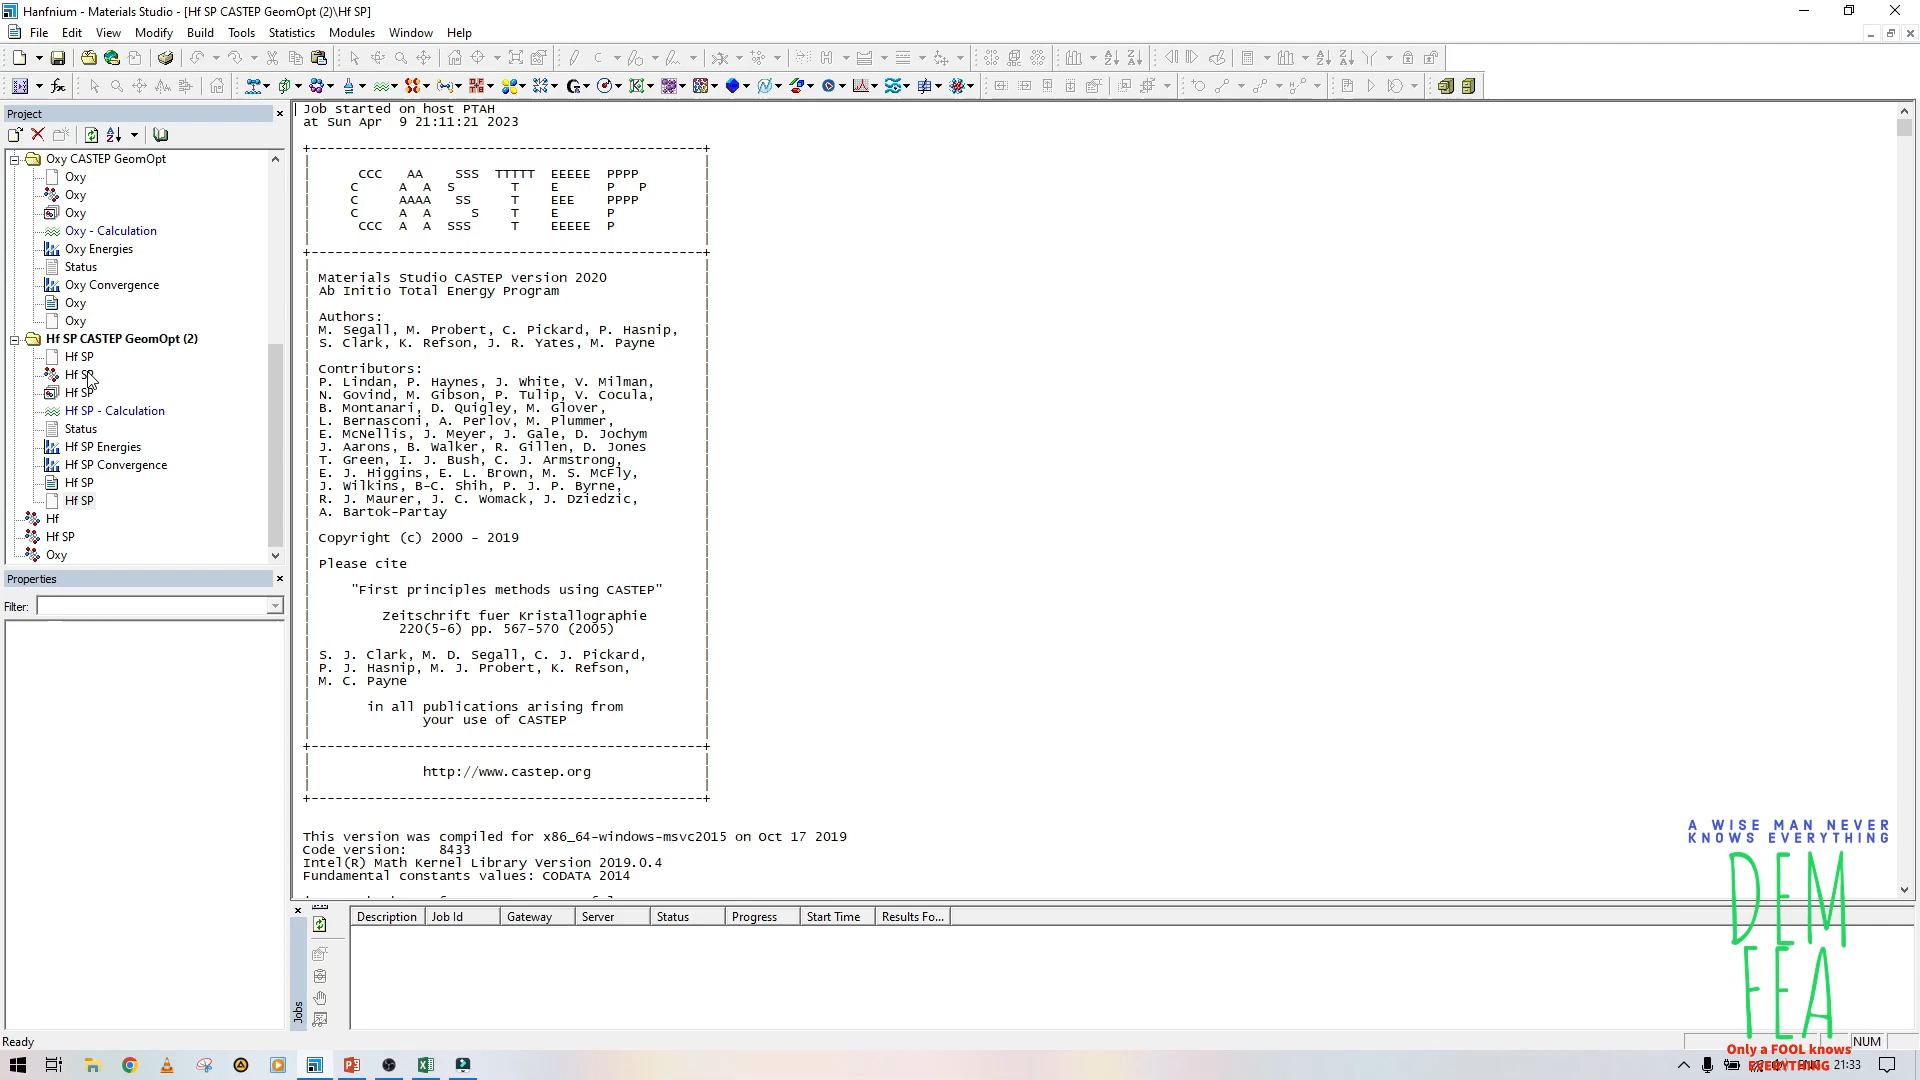 Hanfnium - Materials Studio - [Hf SP CASTEP GeomOpt (2)\Hf SP]
File Edit View Modify Build Tools Statistics Modules Window Help
Project
Oxy CASTEP GeomOpt
Oxy
Oxy
Oxy
Oxy - Calculation
Oxy Energies
Status
Oxy Convergence
Oxy
Oxy
Hf SP CASTEP GeomOpt (2)
Hf SP
Hf SP
Hf SP
Hf SP - Calculation
Status
Hf SP Energies
Hf SP Convergence
Hf SP
Hf SP
Hf
Hf SP
Oxy
Properties
Filter:
Job started on host PTAH
at Sun Apr  9 21:11:21 2023
CCC AA SSS TTTTT EEEEE PPPP
C A A S T E P P
C AAAA SS T EEE PPPP
C A A S T E P
CCC A A SSS T EEEEE P
Materials Studio CASTEP version 2020
Ab Initio Total Energy Program
Authors:
M. Segall, M. Probert, C. Pickard, P. Hasnip,
S. Clark, K. Refson, J. R. Yates, M. Payne
Contributors:
P. Lindan, P. Haynes, J. White, V. Milman,
N. Govind, M. Gibson, P. Tulip, V. Cocula,
B. Montanari, D. Quigley, M. Glover,
L. Bernasconi, A. Perlov, M. Plummer,
E. McNellis, J. Meyer, J. Gale, D. Jochym
J. Aarons, B. Walker, R. Gillen, D. Jones
T. Green, I. J. Bush, C. J. Armstrong,
E. J. Higgins, E. L. Brown, M. S. McFly,
J. Wilkins, B-C. Shih, P. J. P. Byrne,
R. J. Maurer, J. C. Womack, J. Dziedzic,
A. Bartok-Partay
Copyright (c) 2000 - 2019
Please cite
"First principles methods using CASTEP"
Zeitschrift fuer Kristallographie
220(5-6) pp. 567-570 (2005)
S. J. Clark, M. D. Segall, C. J. Pickard,
P. J. Hasnip, M. J. Probert, K. Refson,
M. C. Payne
in all publications arising from
your use of CASTEP
http://www.castep.org
This version was compiled for x86_64-windows-msvc2015 on Oct 17 2019
Code version:    8433
Intel(R) Math Kernel Library Version 2019.0.4
Fundamental constants values: CODATA 2014
Description Job Id Gateway Server Status Progress Start Time Results Fo...
Jobs
A WISE MAN NEVER
KNOWS EVERYTHING
DEM
FEA
Only a FOOL knows
EVERYTHING
Ready
NUM
21:33